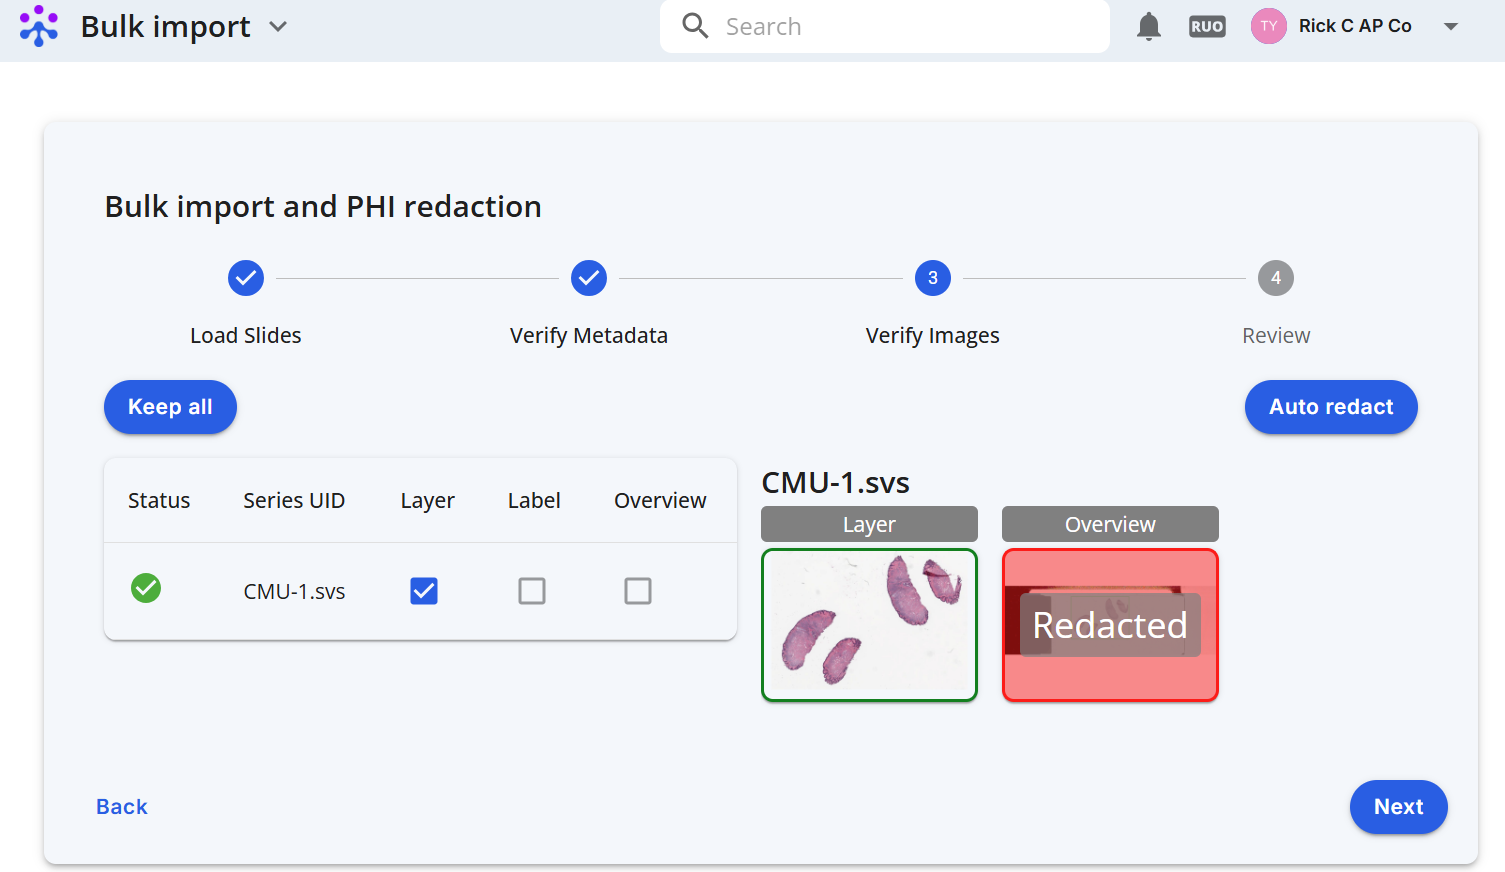 Bulk import
Search
RUO
TY
Rick C AP Co
Bulk import and PHI redaction
3
4
Load Slides
Verify Metadata
Verify Images
Review
Keep all
Auto redact
Status
Series UID
Layer
Label
Overview
CMU-1.svs
CMU-1.svs
Layer
Overview
Redacted
Back
Next